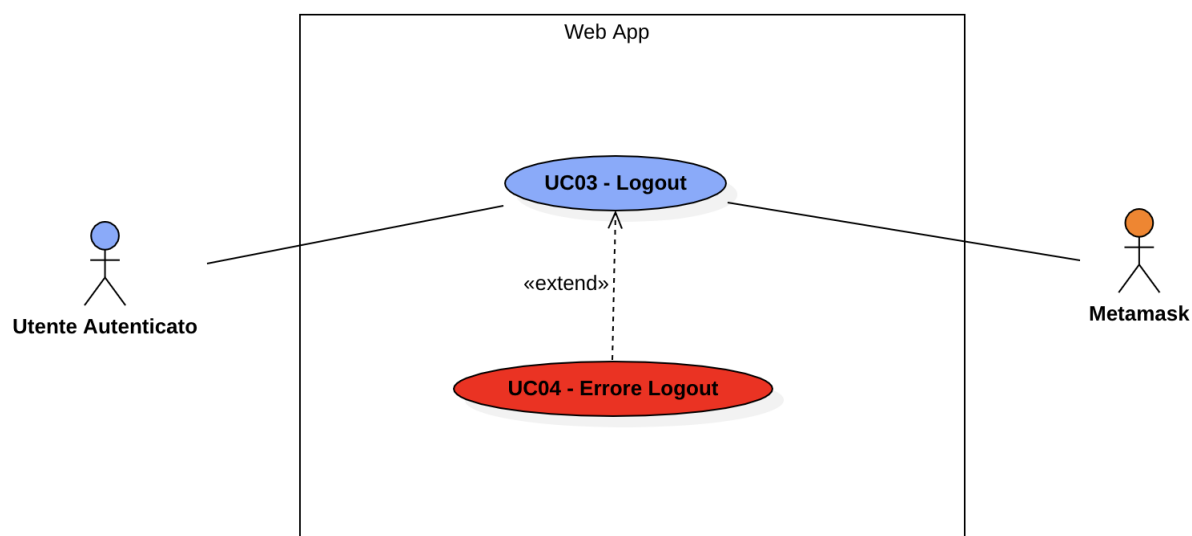 Web App
UC03 - Logout
«extend»
Utente Autenticato
Metamask
UC04 - Errore Logout